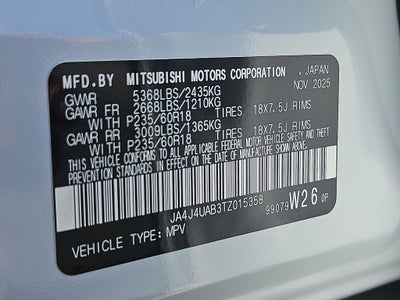 MFD.BY MITSUBISHI MOTORS CORPORATION , JAPAN
GVWR 5368LBS/2435KG NOV 2025
GAWR FR 2668LBS/1210KG TIRES RIMS
WITH P235/60R18 18X7.5J
GAWR RR 3009LBS/1365KG TIRES RIMS
WITH P235/60R18 18X7.5J
THIS VEHICLE CONFORMS TO ALL APPLICABLE FEDERAL MOTOR VEHICLE SAFETY
STANDARDS IN EFFECT ON THE DATE OF MANUFACTURE SHOWN ABOVE.
JA4J4UAB3TZ015358
99079 W26 0P
VEHICLE TYPE: MPV